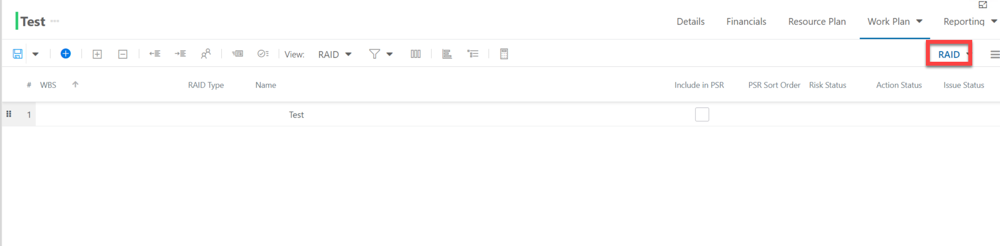 Test
Details Financials Resource Plan Work Plan Reporting
View: RAID RAID
# WBS RAID Type Name Include in PSR PSR Sort Order Risk Status Action Status Issue Status
1 Test